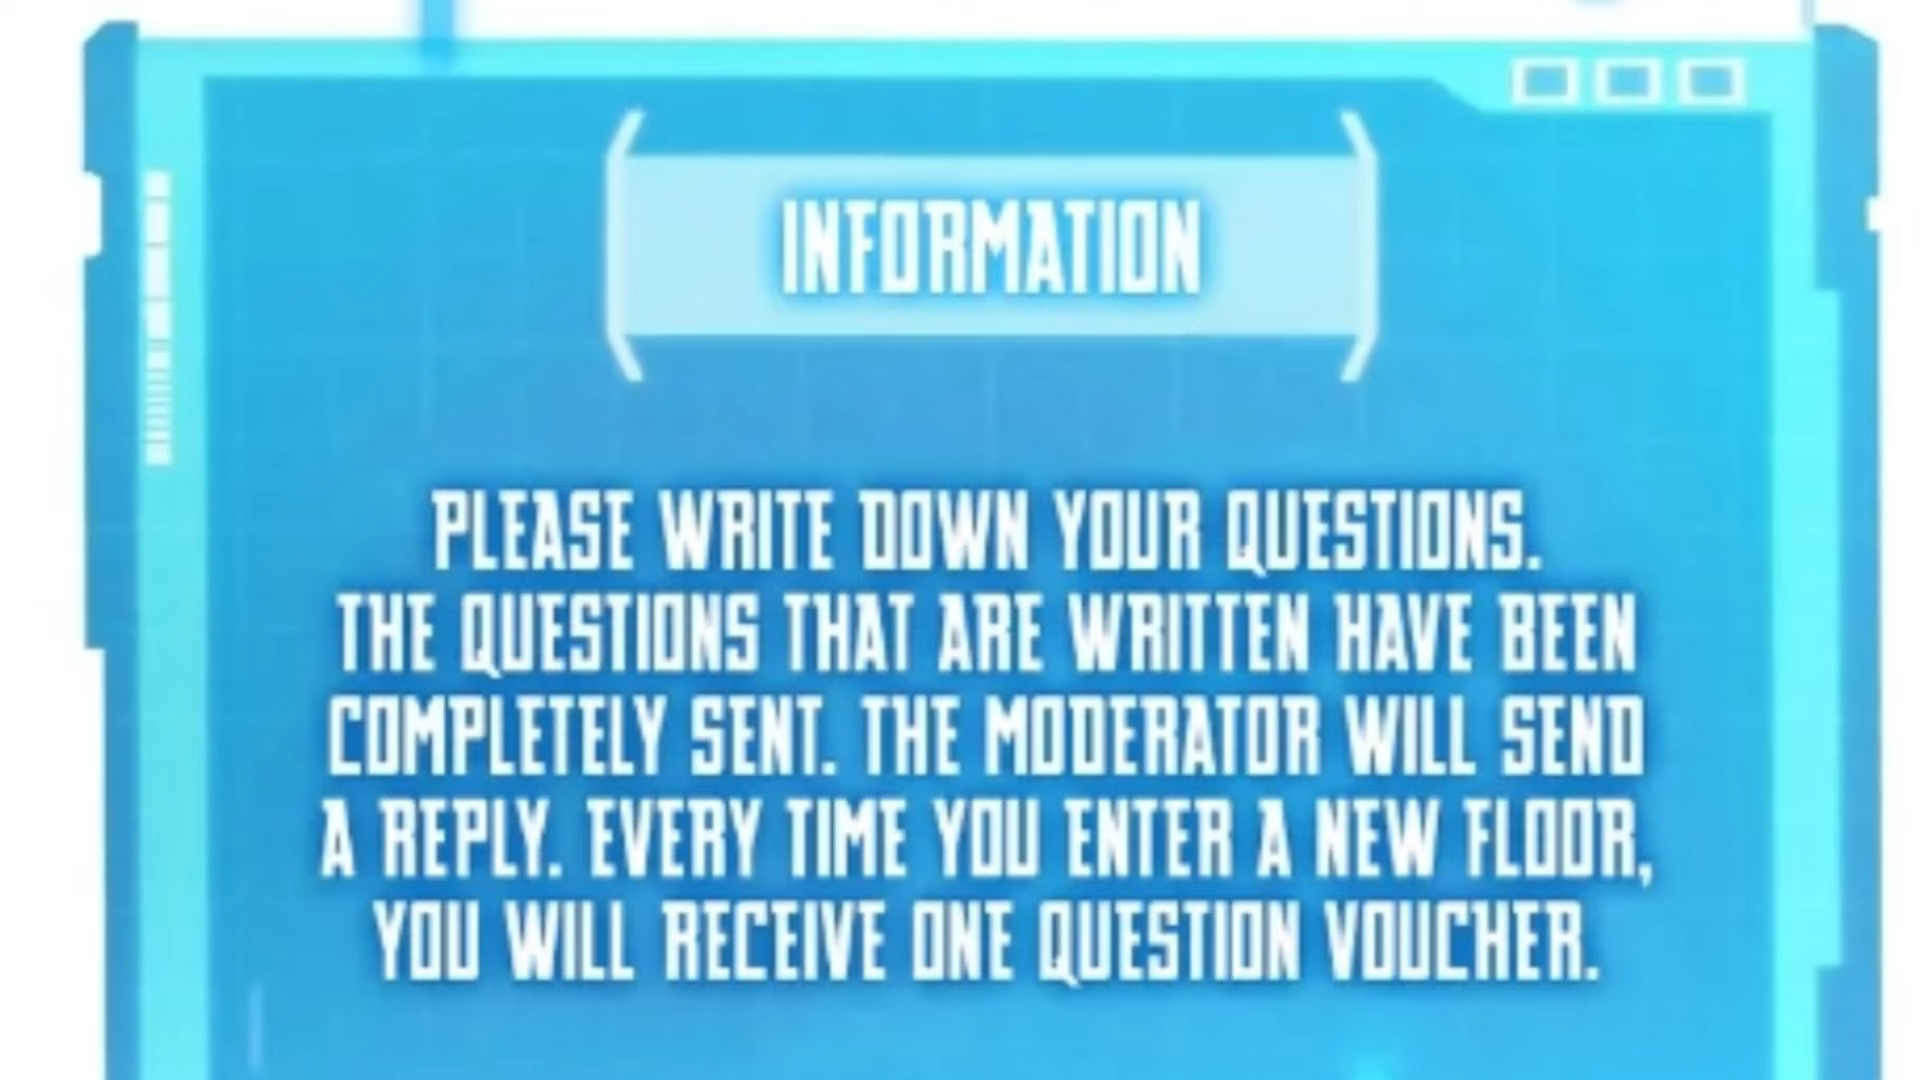 INFORMATION
PLEASE WRITE DOWN YOUR QUESTIONS.
THE QUESTIONS THAT ARE WRITTEN HAVE BEEN
COMPLETELY SENT. THE MODERATOR WILL SEND
A REPLY. EVERY TIME YOU ENTER A NEW FLOOR,
YOU WILL RECEIVE ONE QUESTION VOUCHER.